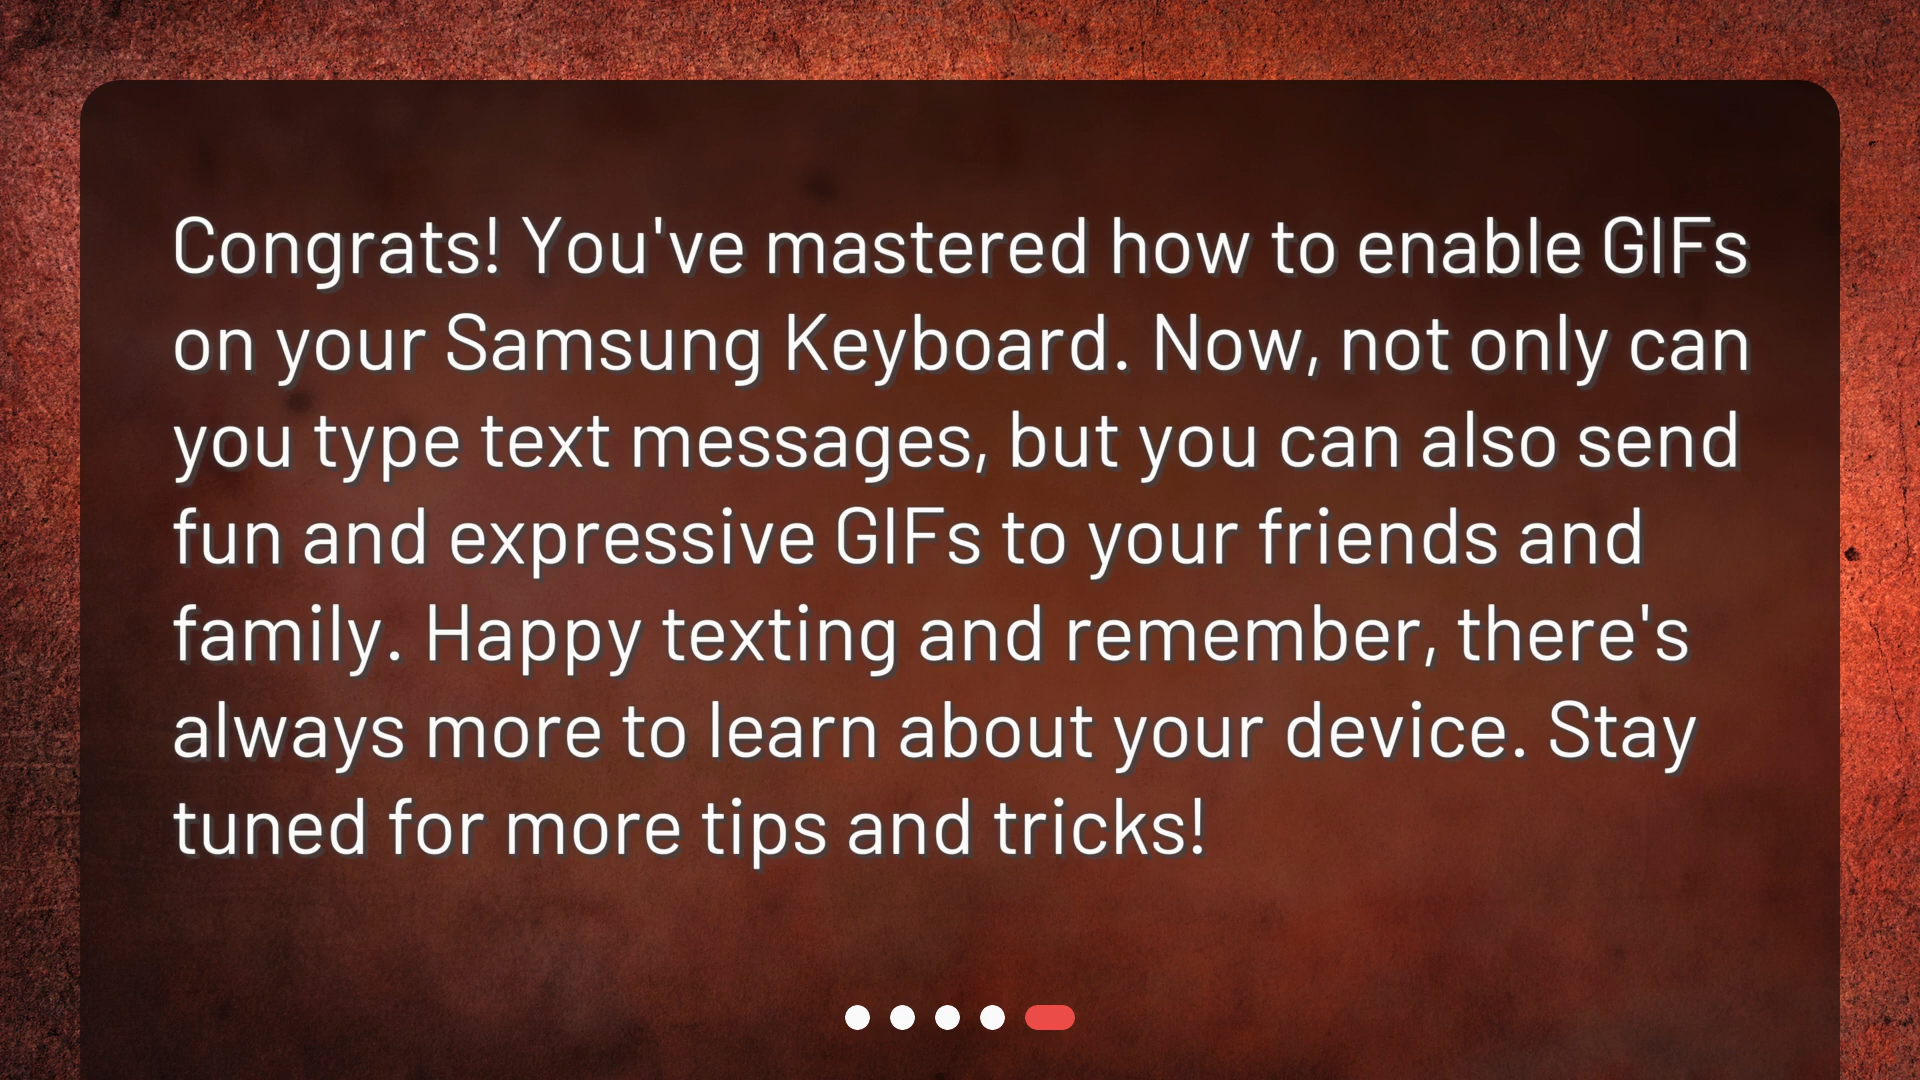 Congrats! You've mastered how to enable GIFs
on your Samsung Keyboard. Now, not only can
you type text messages, but you can also send
fun and expressive GIFs to your friends and
family. Happy texting and remember, there's
always more to learn about your device. Stay
tuned for more tips and tricks!